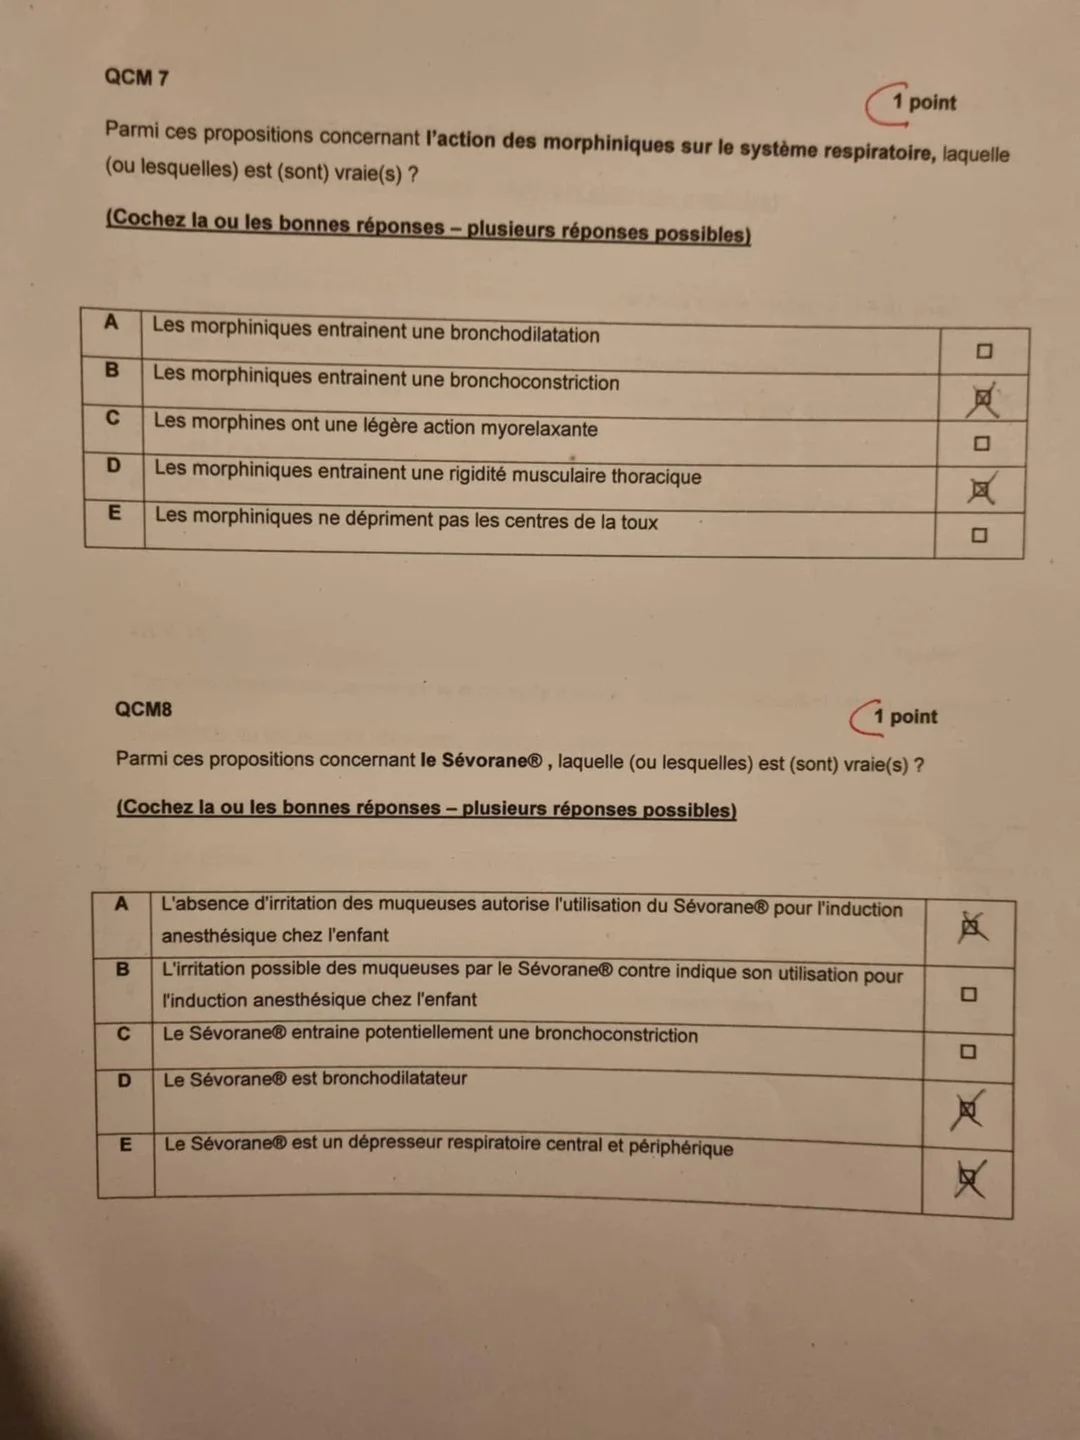 QCM 7
1 point
Parmi ces propositions concernant l'action des morphiniques sur le système respiratoire, laquelle
(ou lesquelles) est (sont) vraie(s) ?
(Cochez la ou les bonnes réponses – plusieurs réponses possibles)
A Les morphiniques entrainent une bronchodilatation
B Les morphiniques entrainent une bronchoconstriction
C Les morphines ont une légère action myorelaxante
D Les morphiniques entrainent une rigidité musculaire thoracique
E Les morphiniques ne dépriment pas les centres de la toux
QCM8
1 point
Parmi ces propositions concernant le Sévorane® , laquelle (ou lesquelles) est (sont) vraie(s) ?
(Cochez la ou les bonnes réponses – plusieurs réponses possibles)
A L'absence d'irritation des muqueuses autorise l'utilisation du Sévorane® pour l'induction
anesthésique chez l'enfant
B L'irritation possible des muqueuses par le Sévorane® contre indique son utilisation pour
l'induction anesthésique chez l'enfant
C Le Sévorane® entraine potentiellement une bronchoconstriction
D Le Sévorane® est bronchodilatateur
E Le Sévorane® est un dépresseur respiratoire central et périphérique